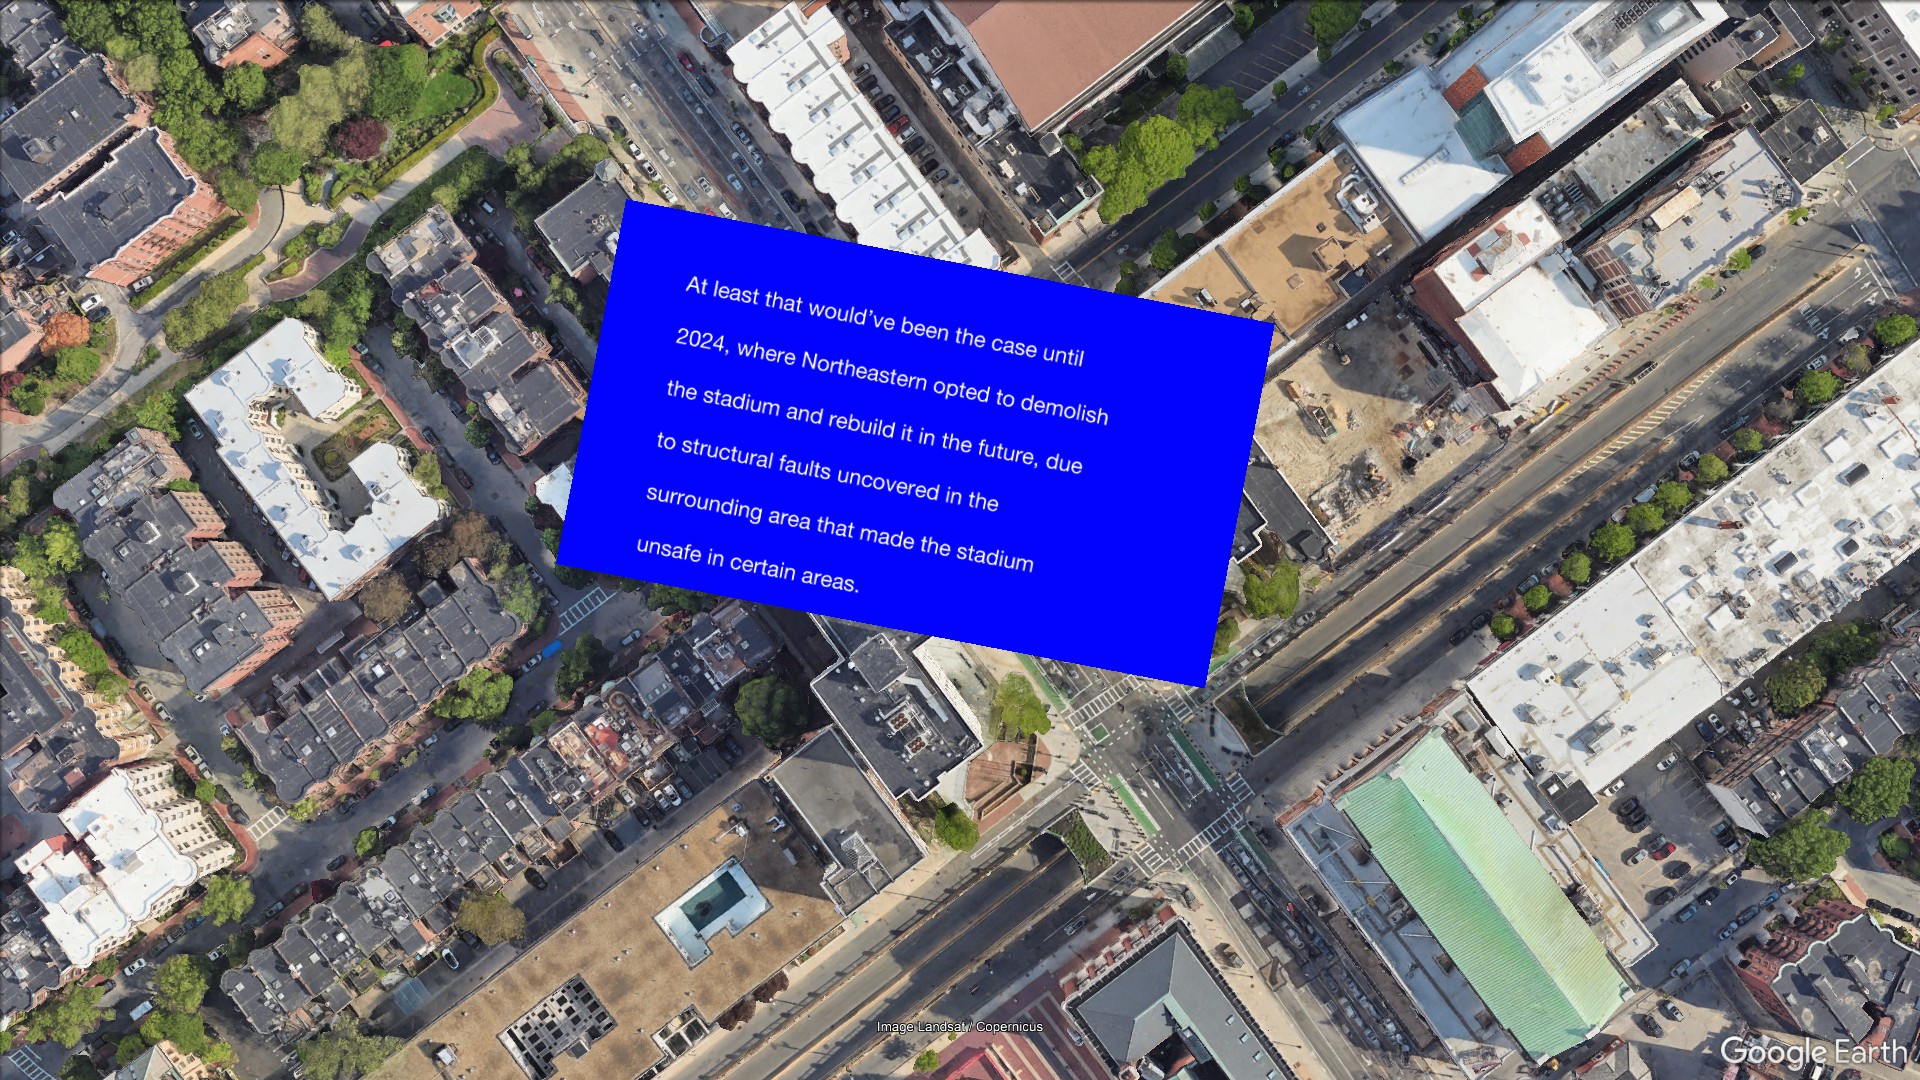 At least that would've been the case until
2024, where Northeastern opted to demolish
the stadium and rebuild it in the future, due
to structural faults uncovered in the
surrounding area that made the stadium
unsafe in certain areas.
Image Landsat / Copernicus
Google Earth